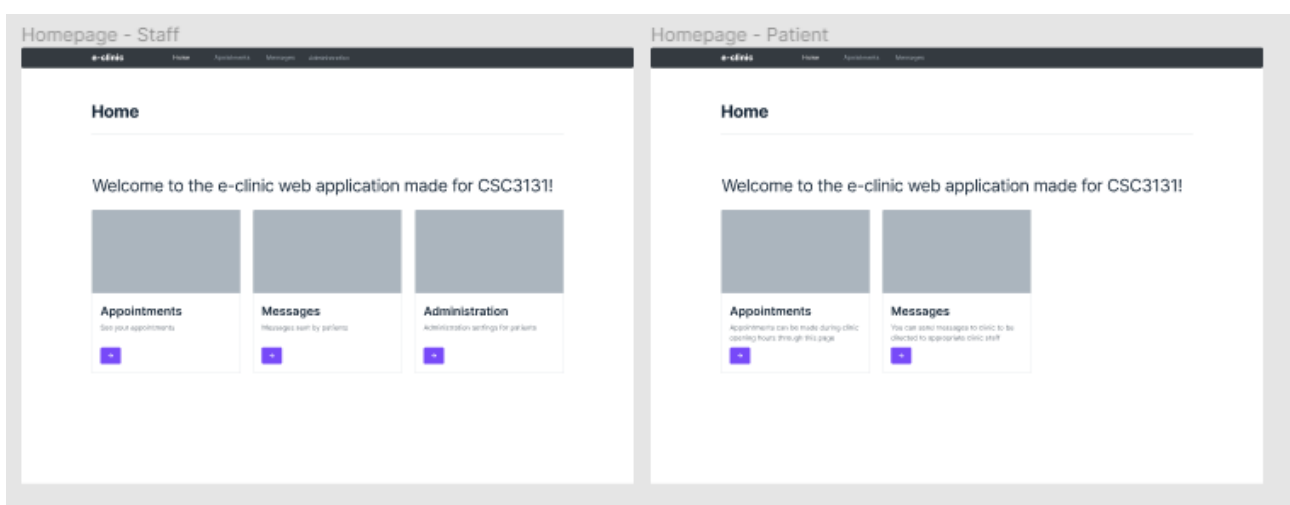 Homepage - Staff
e-clinic Home Appointments Messages Administration
Home
Welcome to the e-clinic web application made for CSC3131!
Appointments
See your appointments
Messages
Messages sent by patients
Administration
Administration settings for patients
Homepage - Patient
e-clinic Home Appointments Messages
Home
Welcome to the e-clinic web application made for CSC3131!
Appointments
Appointments can be made during clinic
opening hours through this page
Messages
You can send messages to clinic to be
directed to appropriate clinic staff